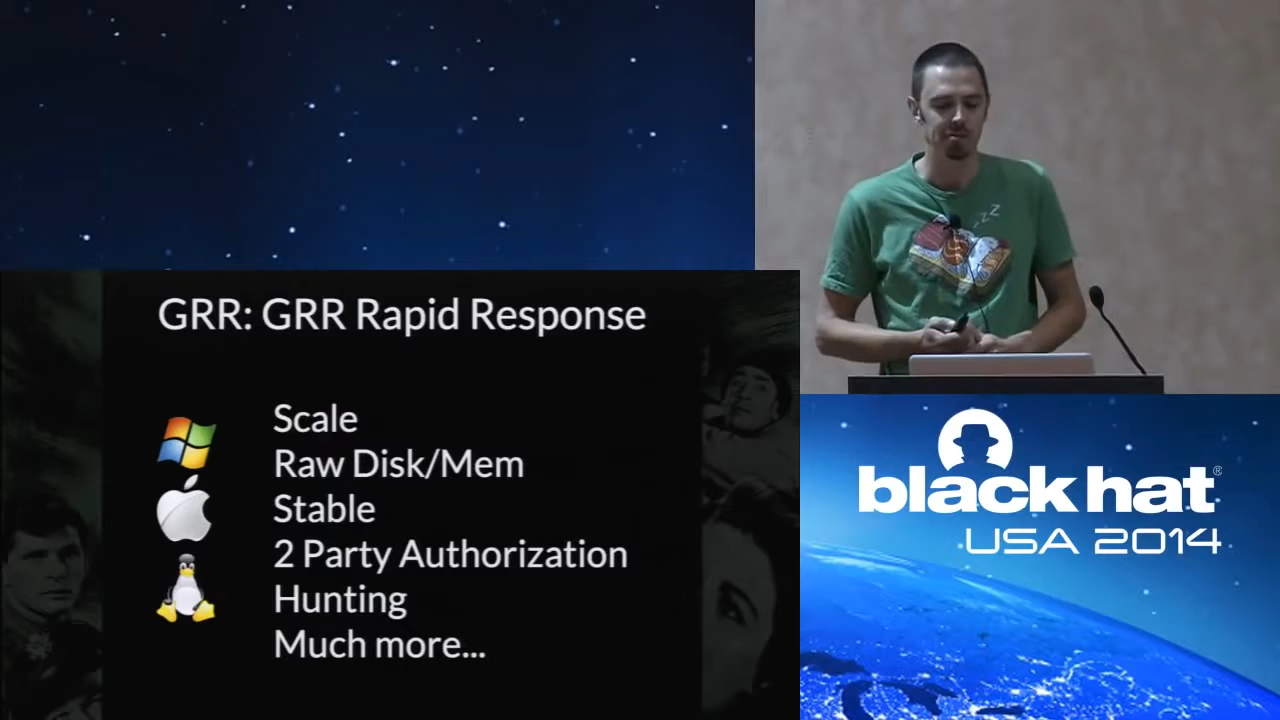 GRR: GRR Rapid Response
Scale
Raw Disk/Mem
Stable
2 Party Authorization
Hunting
Much more...
zzz
black hat®
USA 2014